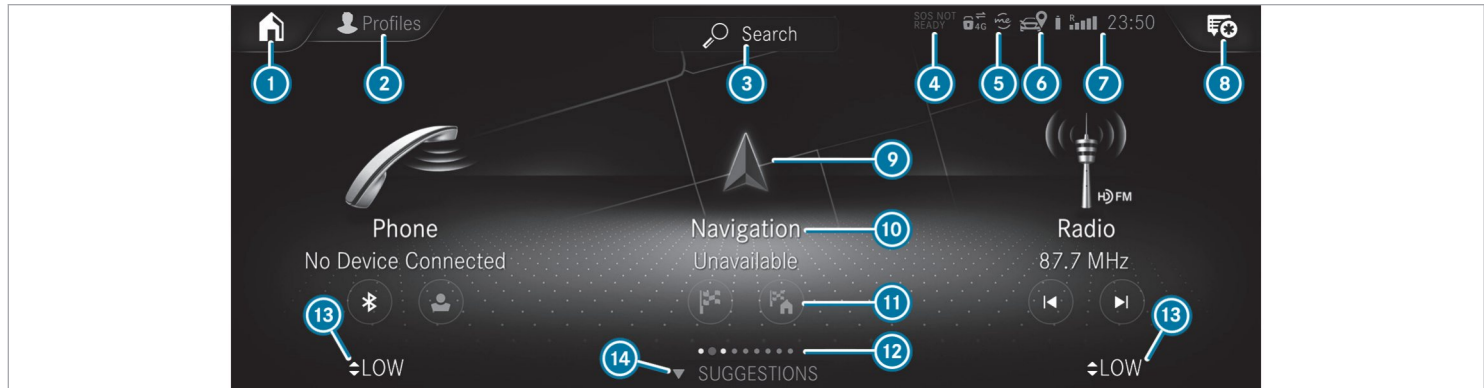 Profiles
Search
SOS NOT
READY
4G
me
R
23:50
1
2
3
4
5
6
7
8
9
HD FM
Phone
Navigation
10
Radio
No Device Connected
Unavailable
87.7 MHz
11
13
13
12
14
LOW
SUGGESTIONS
LOW